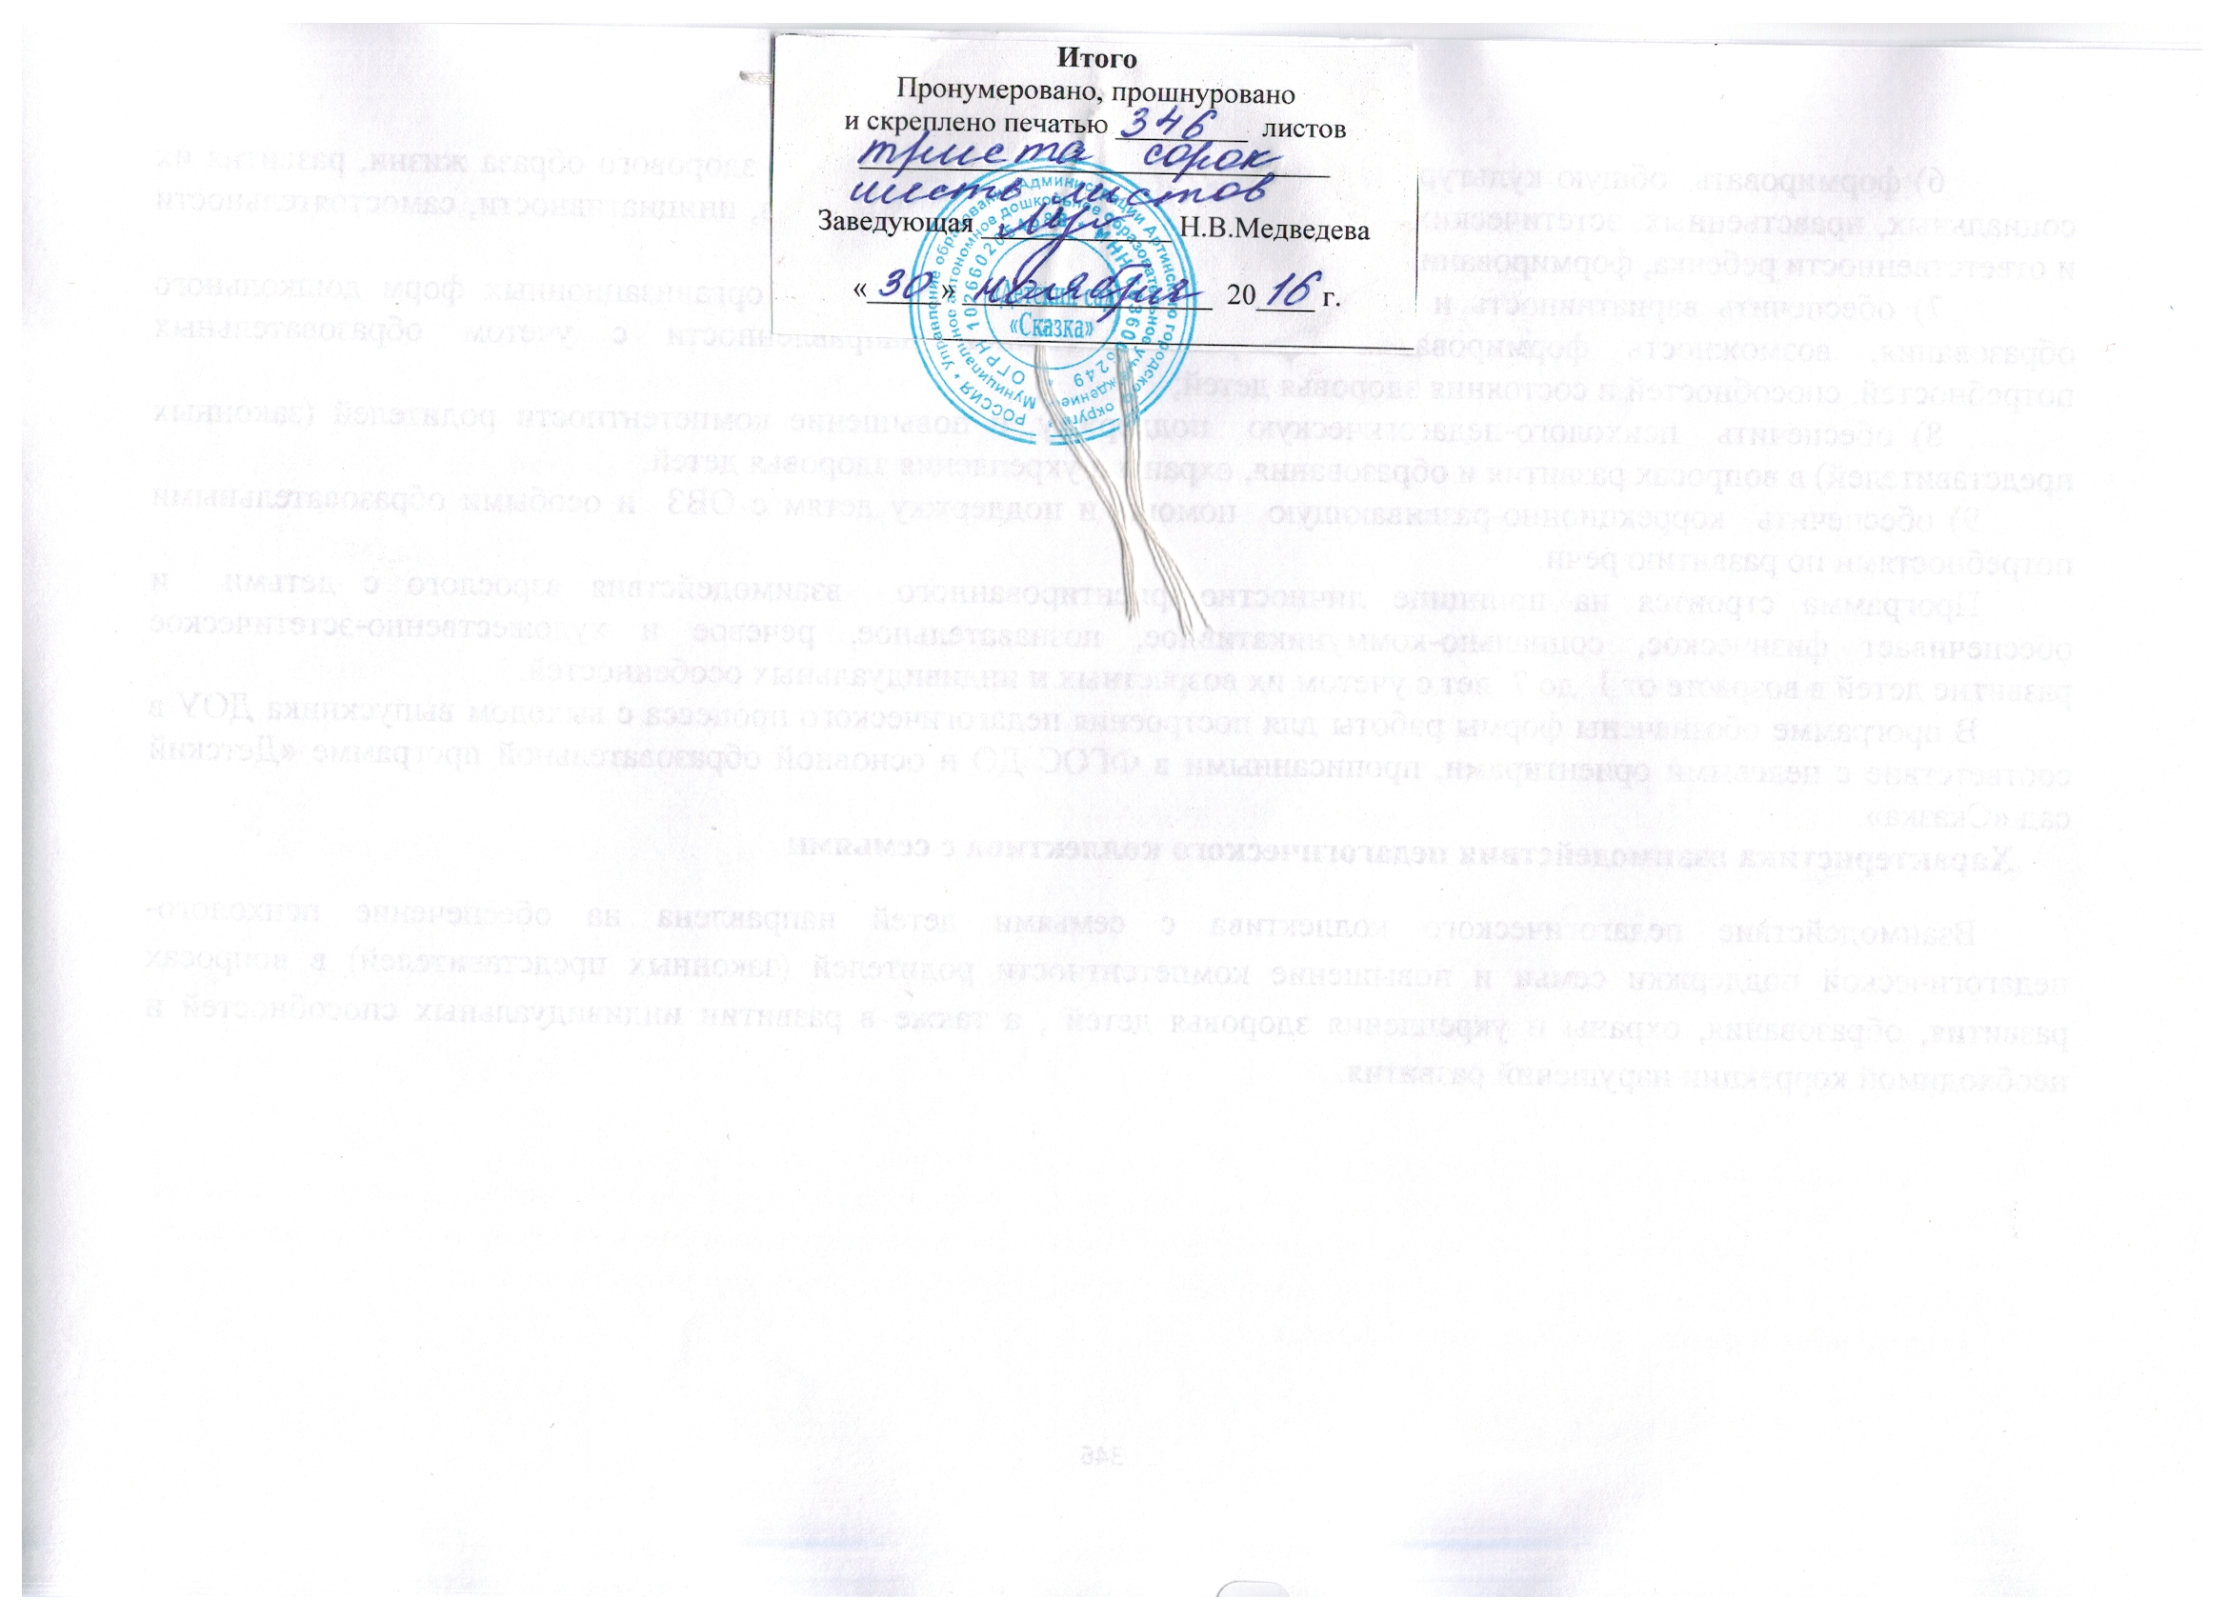 Итого
Пронумеровано, прошнуровано
и скреплено печатью 346 листов
триста сорок
шесть листов
Заведующая Н.В.Медведева
«30» ноября 2016 г.
«Сказка»
6) формировать общую культур здорового образа жизни, развития их
социальных, нравственных эстетических инициативности, самостоятельности
и ответственности ребенка, формировани
7) обеспечить вариативность и организационных форм дошкольного
образования, возможность формирован направленности с учетом образовательных
потребностей, способностей и состояния здоровья детей;
8) обеспечить психолого-педагогическую повышение компетентности родителей (законных
представителей) в вопросах развития и образования, охраны и укрепления здоровья детей.
9) обеспечить коррекционно-развивающую и поддержку детям с ОВЗ и особыми образовательными
потребностями по развитию речи
Программа строится на принципе личностно-ориентированного взаимодействия взрослого с детьми и
обеспечивает физическое, социально-коммуникативное, познавательное, речевое и художественно-эстетическое
развитие детей в возрасте от 1 до 7 лет с учетом их возрастных и индивидуальных особенностей.
В программе обозначены формы работы для построения педагогического процесса с выходом выпускника ДОУ в
соответствие с целевыми ориентирами, прописанными в ФГОС ДО и основной образовательной программе «Детский
сад «Сказка»
Характеристика взаимодействия педагогического коллектива с семьями
Взаимодействие педагогического коллектива с семьями детей направлена на обеспечение психолого-
педагогической поддержки семьи и повышение компетентности родителей (законных представителей) в вопросах
развития, образования, охраны и укрепления здоровья детей , а также в развитии индивидуальных способностей и
необходимой коррекции нарушений развития.
346